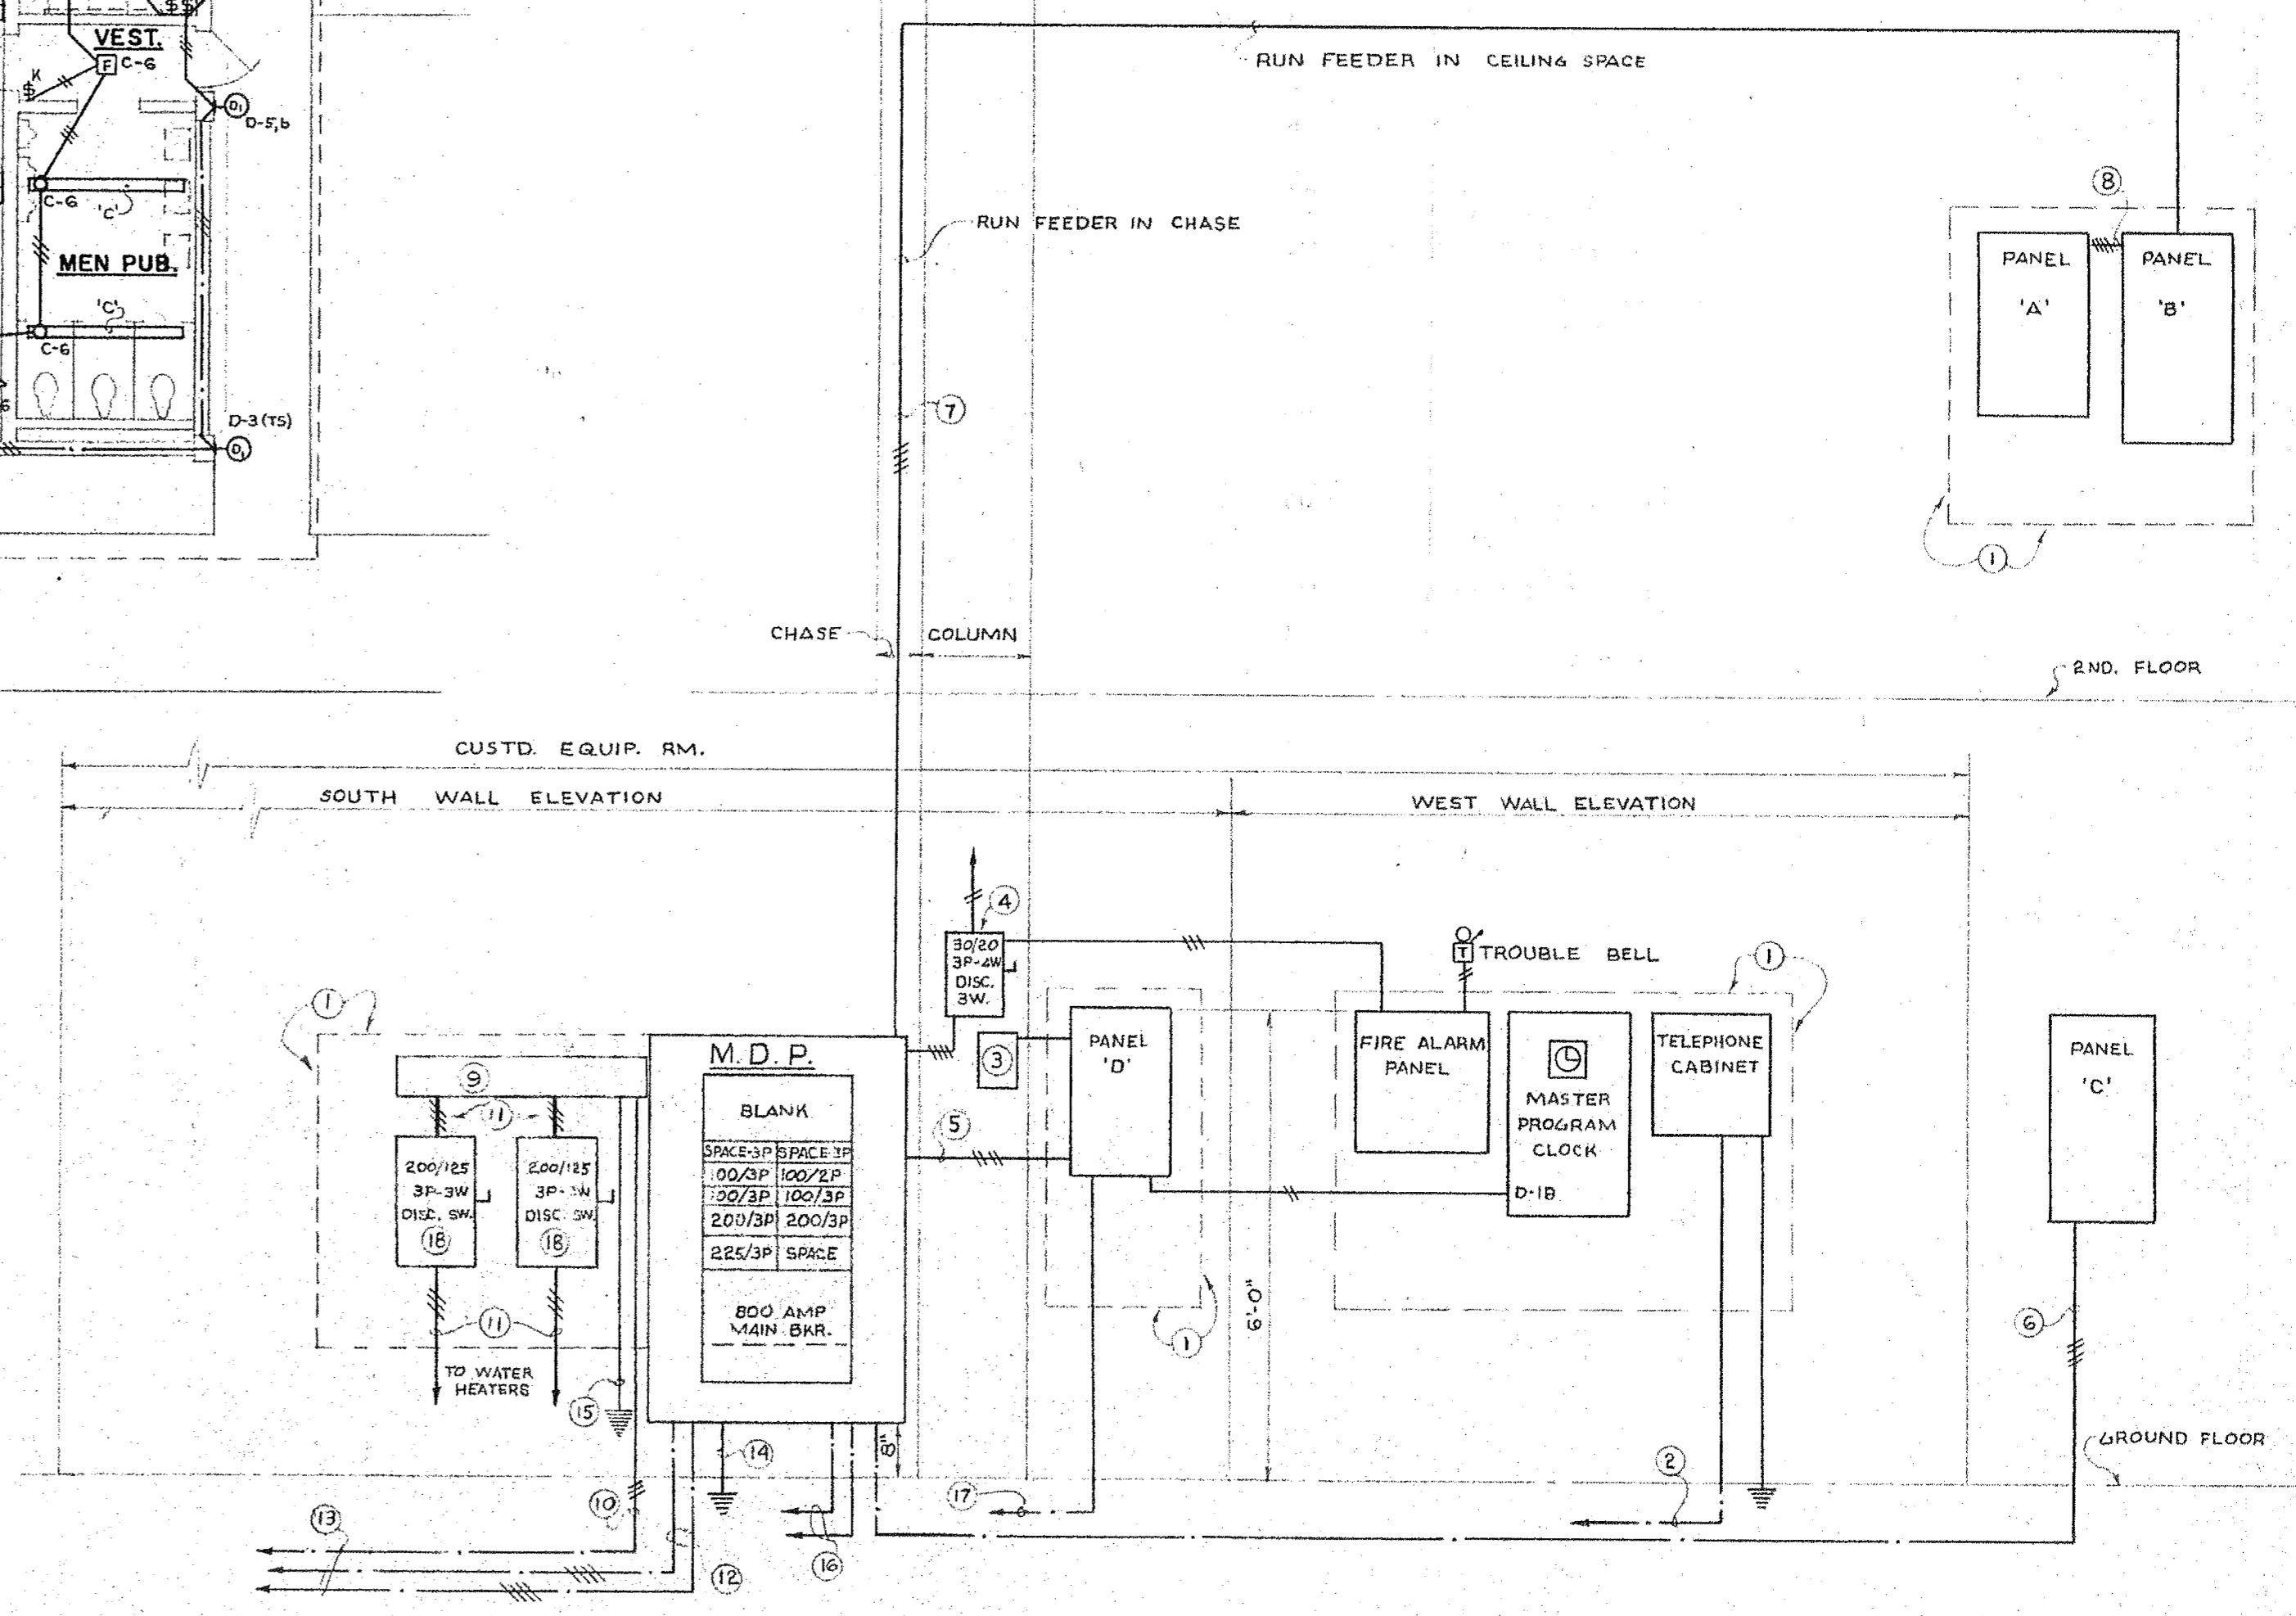 $$
VEST.
F C-6
K
$
D1
D-5,b
C-6 'C'
MEN PUB.
'C'
C-6
D-3 (TS)
D1
RUN FEEDER IN CEILING SPACE
RUN FEEDER IN CHASE
7
8
PANEL
'A'
PANEL
'B'
1
CHASE
COLUMN
2ND. FLOOR
CUSTD. EQUIP. RM.
SOUTH WALL ELEVATION
WEST WALL ELEVATION
4
30/20
3P-4W
DISC.
3W.
T TROUBLE BELL
1
1
9
11
200/125
3P-3W
DISC. SW.
18
200/125
3P-3W
DISC. SW.
18
11
TO WATER
HEATERS
15
M.D.P.
BLANK
SPACE-3P SPACE-3P
100/3P 100/2P
100/3P 100/3P
200/3P 200/3P
225/3P SPACE
800 AMP
MAIN BKR.
3
5
PANEL
'D'
1
6'-0"
FIRE ALARM
PANEL
MASTER
PROGRAM
CLOCK
D-1B
TELEPHONE
CABINET
PANEL
'C'
6
GROUND FLOOR
8"
14
10
13
12
16
17
2